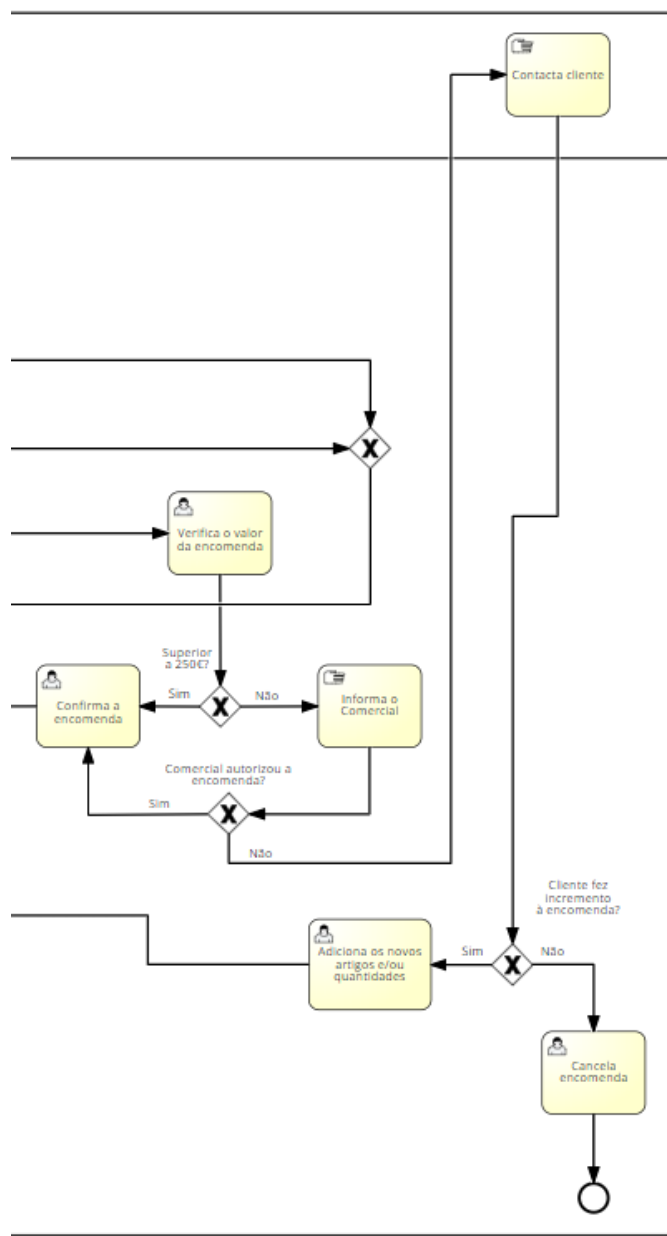 Contacta cliente
Verifica o valor
da encomenda
Superior
a 250€?
Sim
Não
Confirma a
encomenda
Informa o
Comercial
Comercial autorizou a
encomenda?
Sim
Não
Cliente fez
incremento
à encomenda?
Sim
Não
Adiciona os novos
artigos e/ou
quantidades
Cancela
encomenda